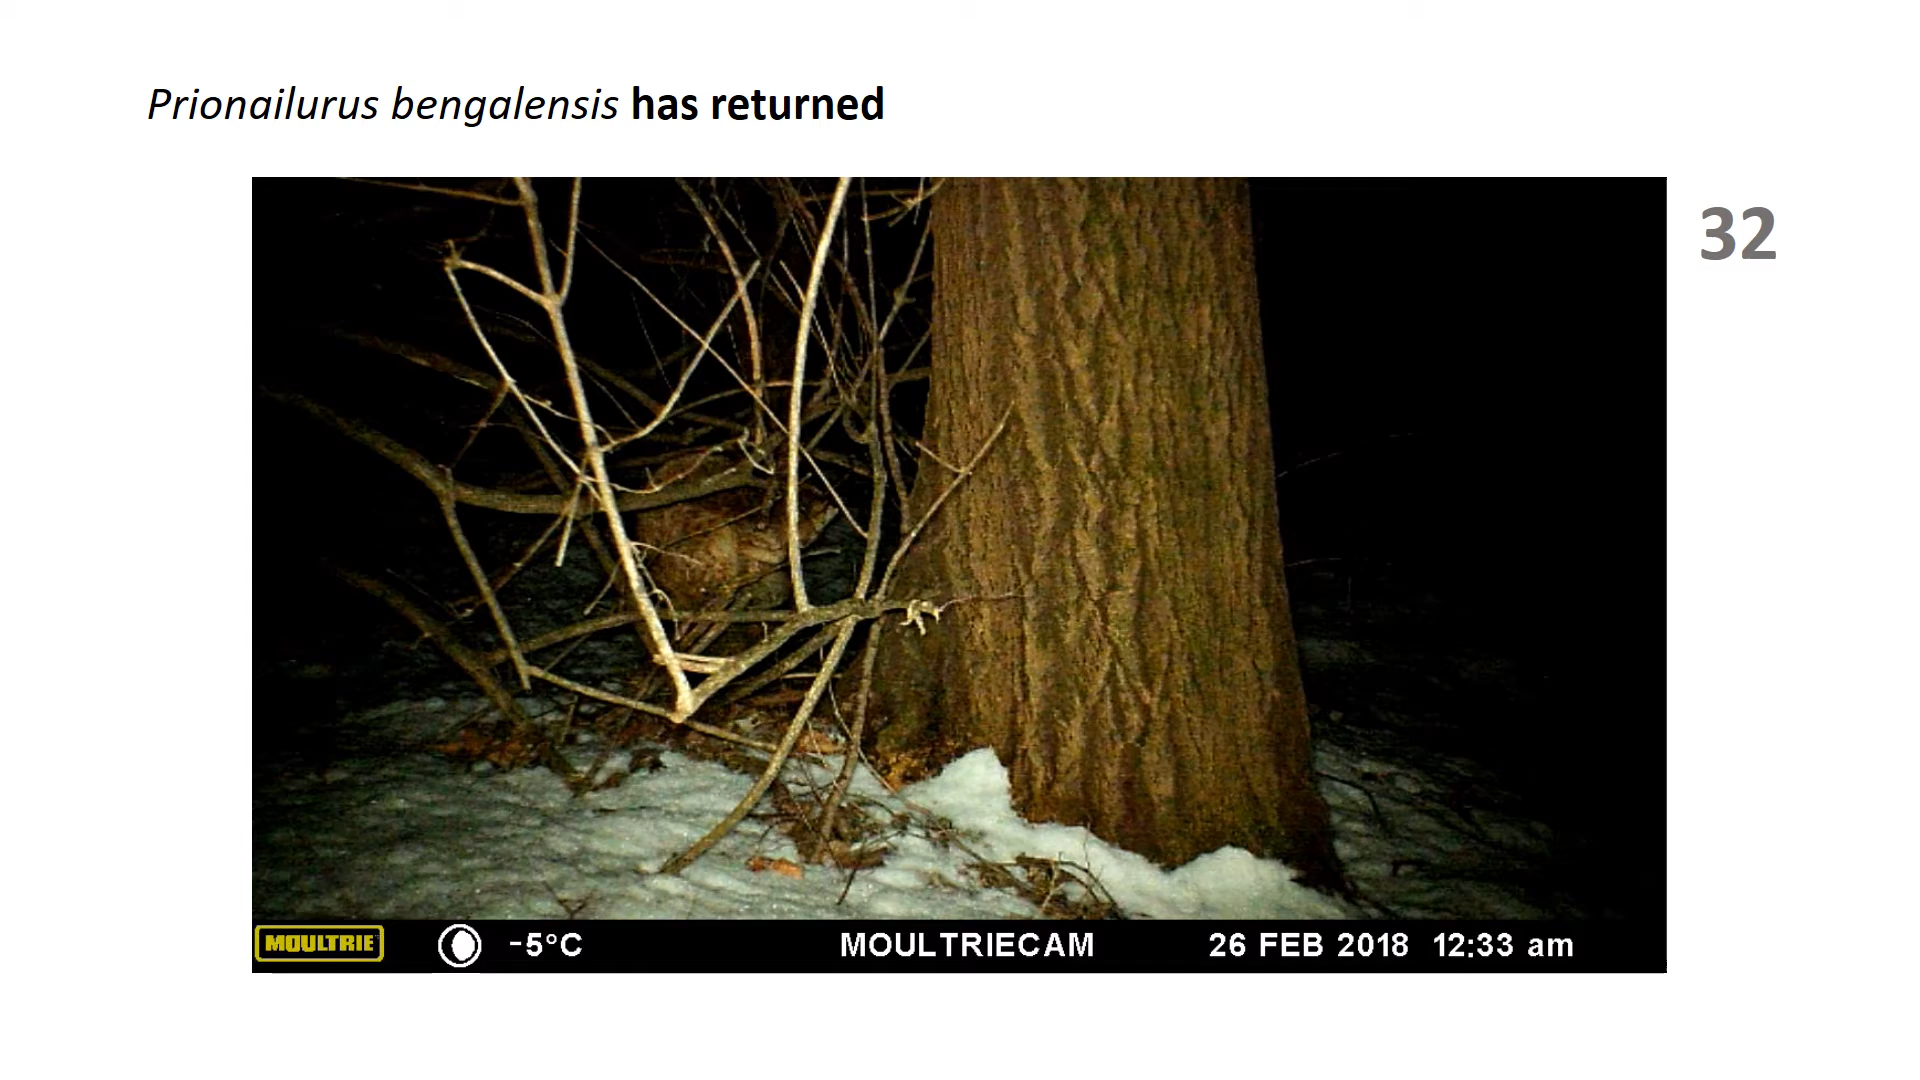 Prionailurus bengalensis has returned
32
MOULTRIE -5°C MOULTRIECAM 26 FEB 2018 12:33 am